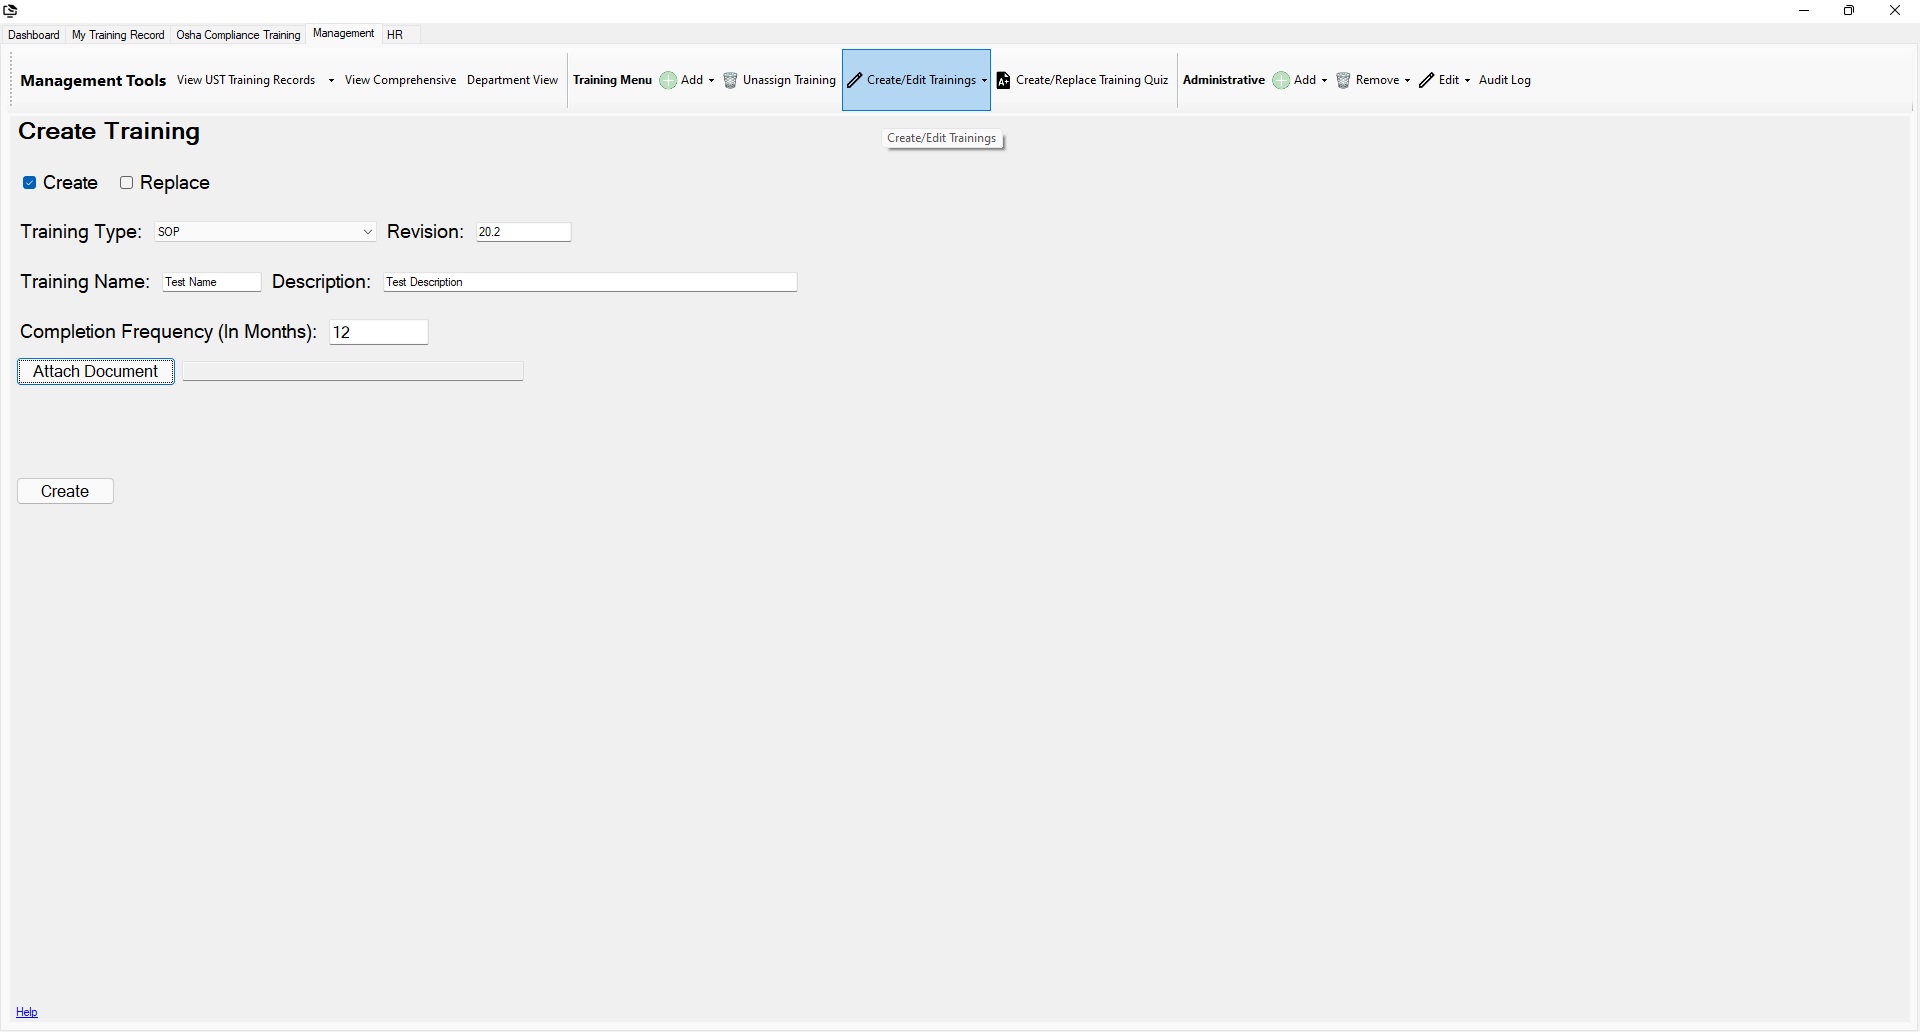 Dashboard My Training Record Osha Compliance Training Management HR
Management Tools View UST Training Records View Comprehensive Department View Training Menu Add Unassign Training Create/Edit Trainings A+ Create/Replace Training Quiz Administrative Add Remove Edit Audit Log
Create Training
Create/Edit Trainings
Create Replace
Training Type: SOP Revision: 20.2
Training Name: Test Name Description: Test Description
Completion Frequency (In Months): 12
Attach Document
Create
Help